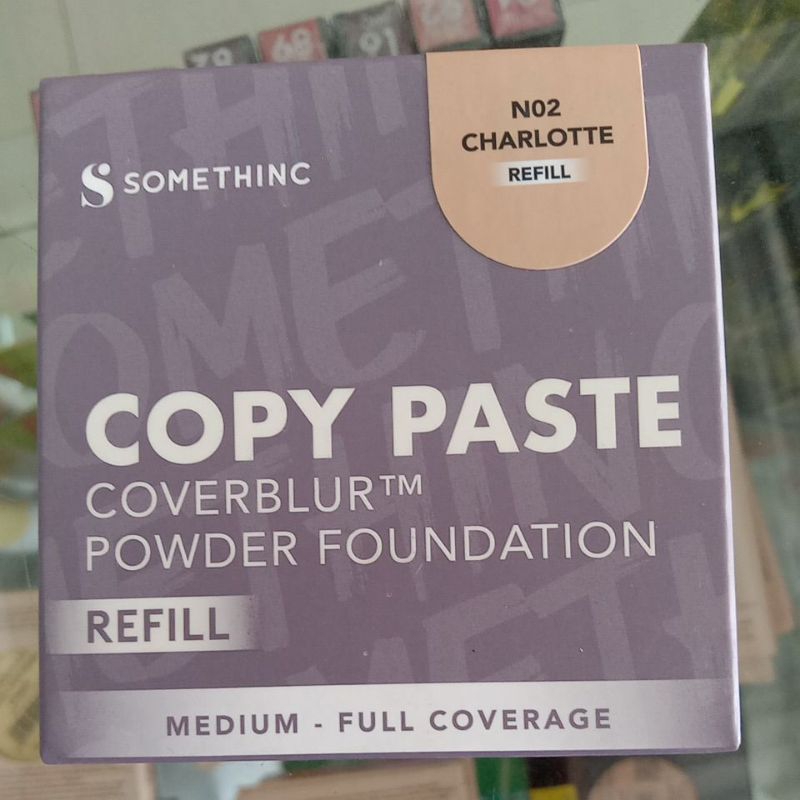 SOMETHINC
N02
CHARLOTTE
REFILL
COPY PASTE
COVERBLUR™
POWDER FOUNDATION
REFILL
MEDIUM - FULL COVERAGE